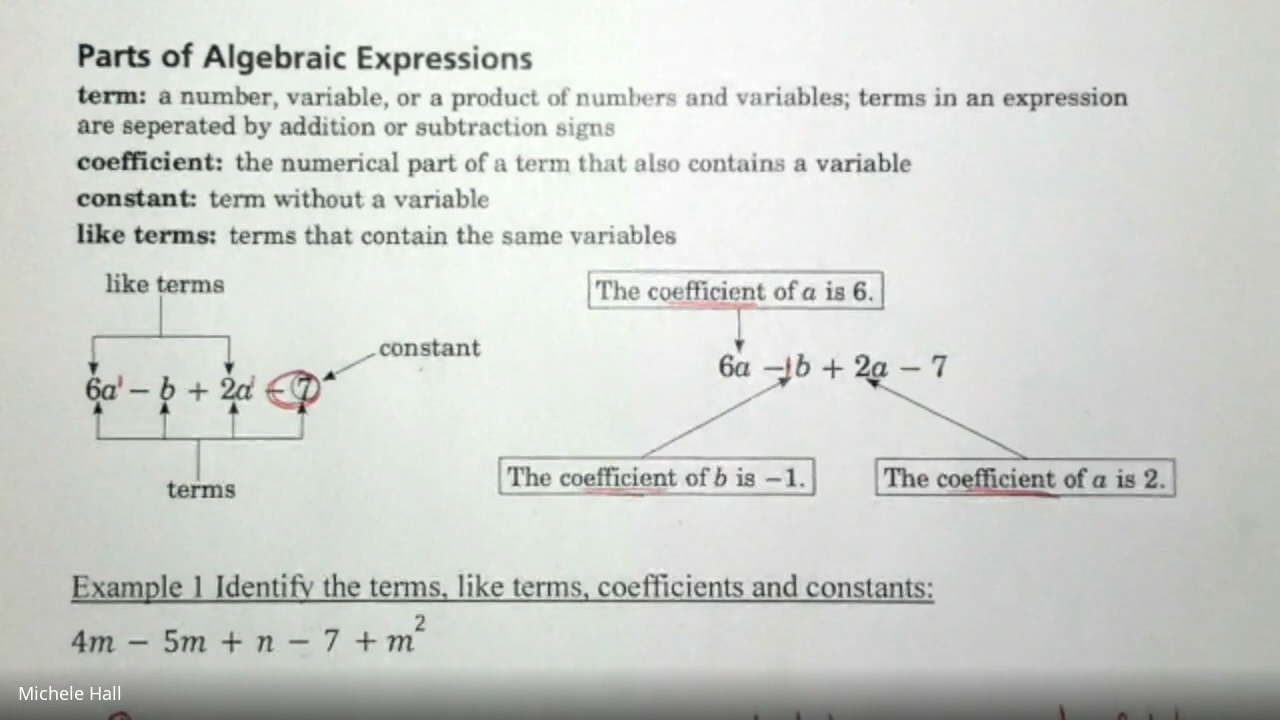 Parts of Algebraic Expressions
term: a number, variable, or a product of numbers and variables; terms in an expression
are seperated by addition or subtraction signs
coefficient: the numerical part of a term that also contains a variable
constant: term without a variable
like terms: terms that contain the same variables
like terms
constant
6a¹ − b + 2a¹ − 7
terms
The coefficient of a is 6.
6a − 1b + 2a − 7
The coefficient of b is −1.
The coefficient of a is 2.
Example 1 Identify the terms, like terms, coefficients and constants:
4m − 5m + n − 7 + m²
Michele Hall